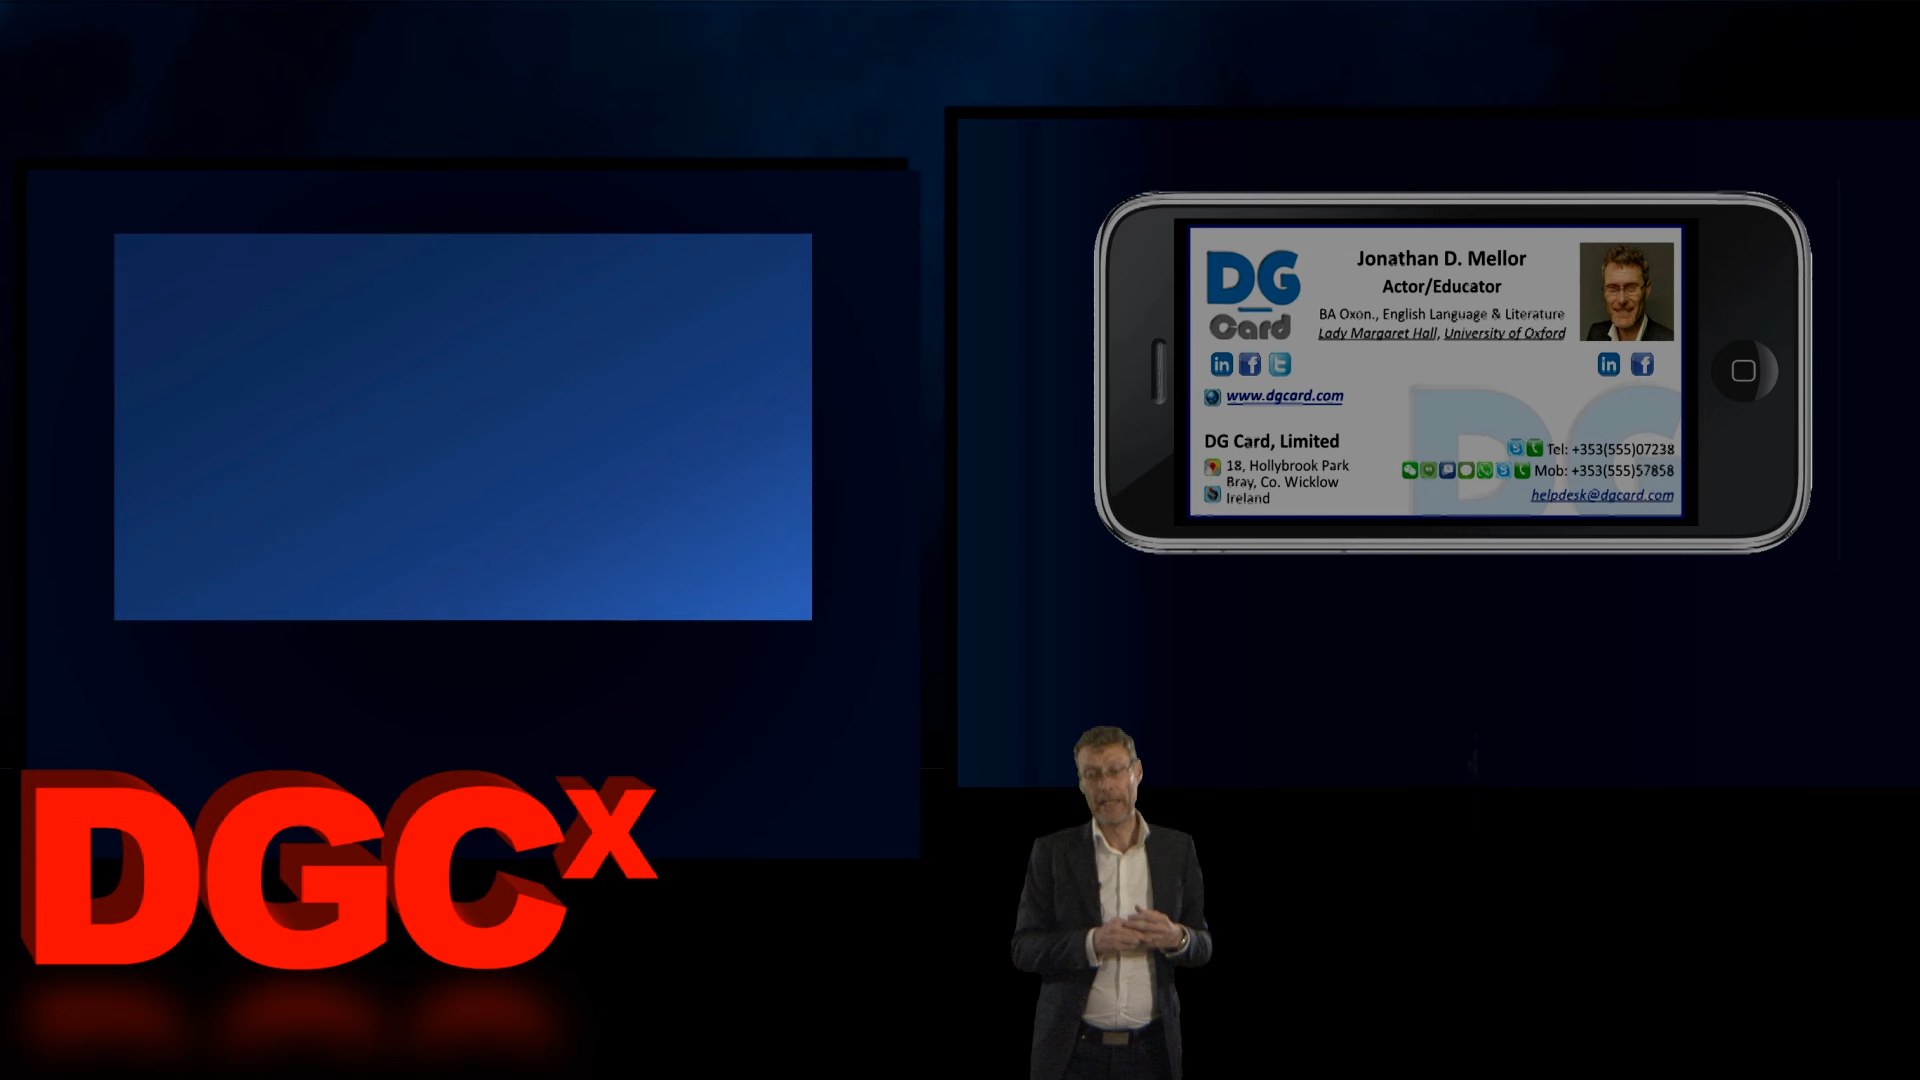 DG
Card
Jonathan D. Mellor
Actor/Educator
BA Oxon., English Language & Literature
Lady Margaret Hall, University of Oxford
www.dgcard.com
DG Card, Limited
18, Hollybrook Park
Bray, Co. Wicklow
Ireland
Tel: +353(555)07238
Mob: +353(555)57858
helpdesk@dgcard.com
DG
DGCx